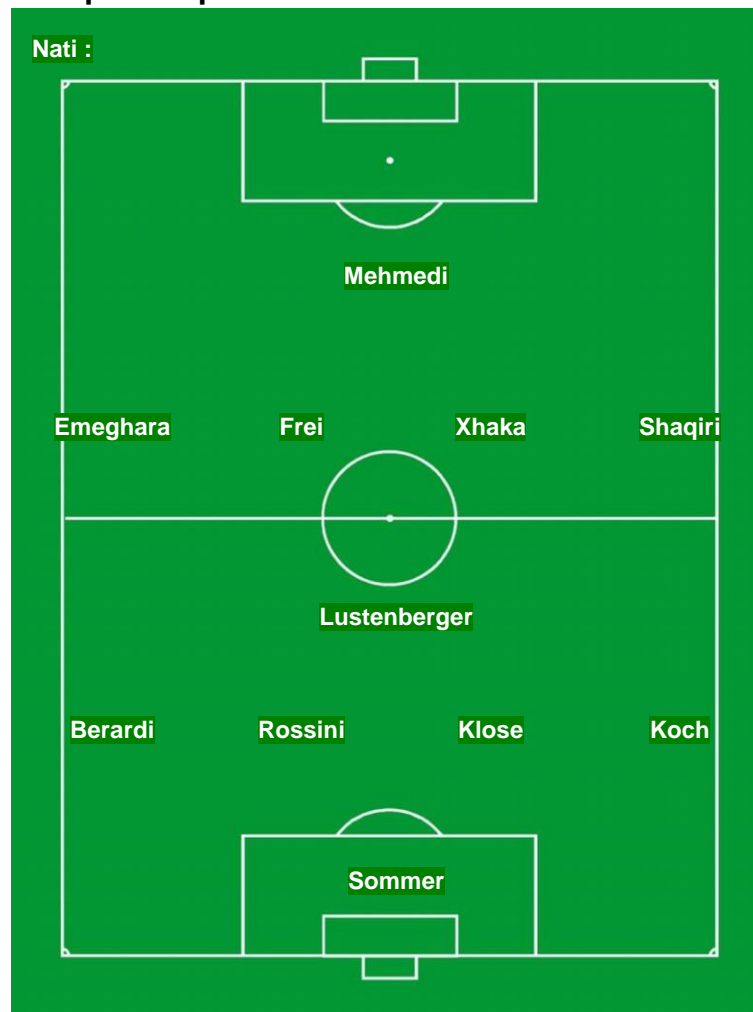 Nati :
Mehmedi
Emeghara Frei Xhaka Shaqiri
Lustenberger
Berardi Rossini Klose Koch
Sommer